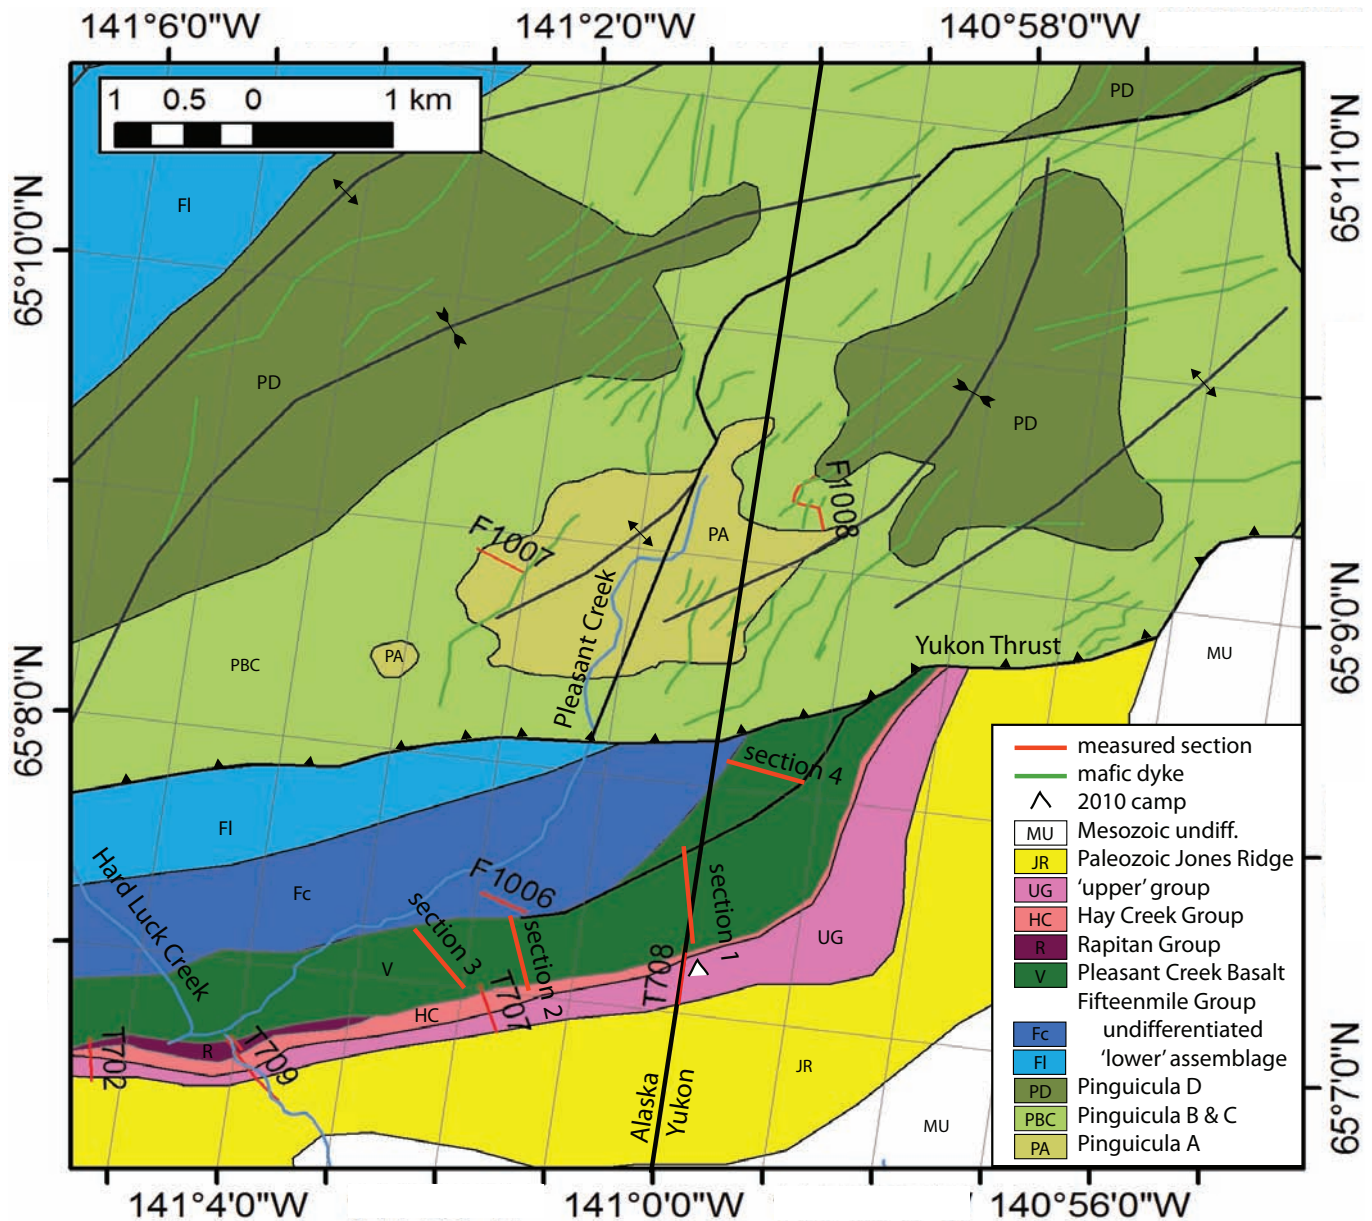 141°6'0"W
141°2'0"W
140°58'0"W
1 0.5 0 1 km
65°10'0"N
65°8'0"N
65°11'0"N
65°9'0"N
65°7'0"N
PD
Fl
PD
PD
F1008
F1007
PA
Pleasant Creek
PA
PBC
Yukon Thrust
MU
section 4
Fl
Hard Luck Creek
Fc
F1006
section 3
section 2
section 1
V
UG
T708
T707
HC
R
T709
T702
JR
Alaska
Yukon
MU
measured section
mafic dyke
2010 camp
MU Mesozoic undiff.
JR Paleozoic Jones Ridge
UG 'upper' group
HC Hay Creek Group
R Rapitan Group
V Pleasant Creek Basalt
Fifteenmile Group
Fc undifferentiated
Fl 'lower' assemblage
PD Pinguicula D
PBC Pinguicula B & C
PA Pinguicula A
141°4'0"W
141°0'0"W
140°56'0"W